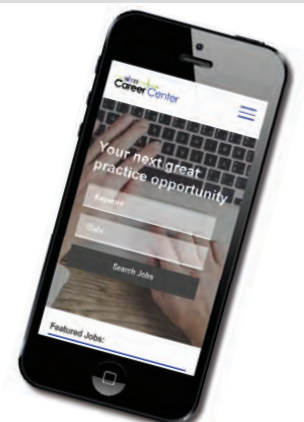 Career Center
Your next great
practice opportunity
Keyword
State
Search Jobs
Featured Jobs: